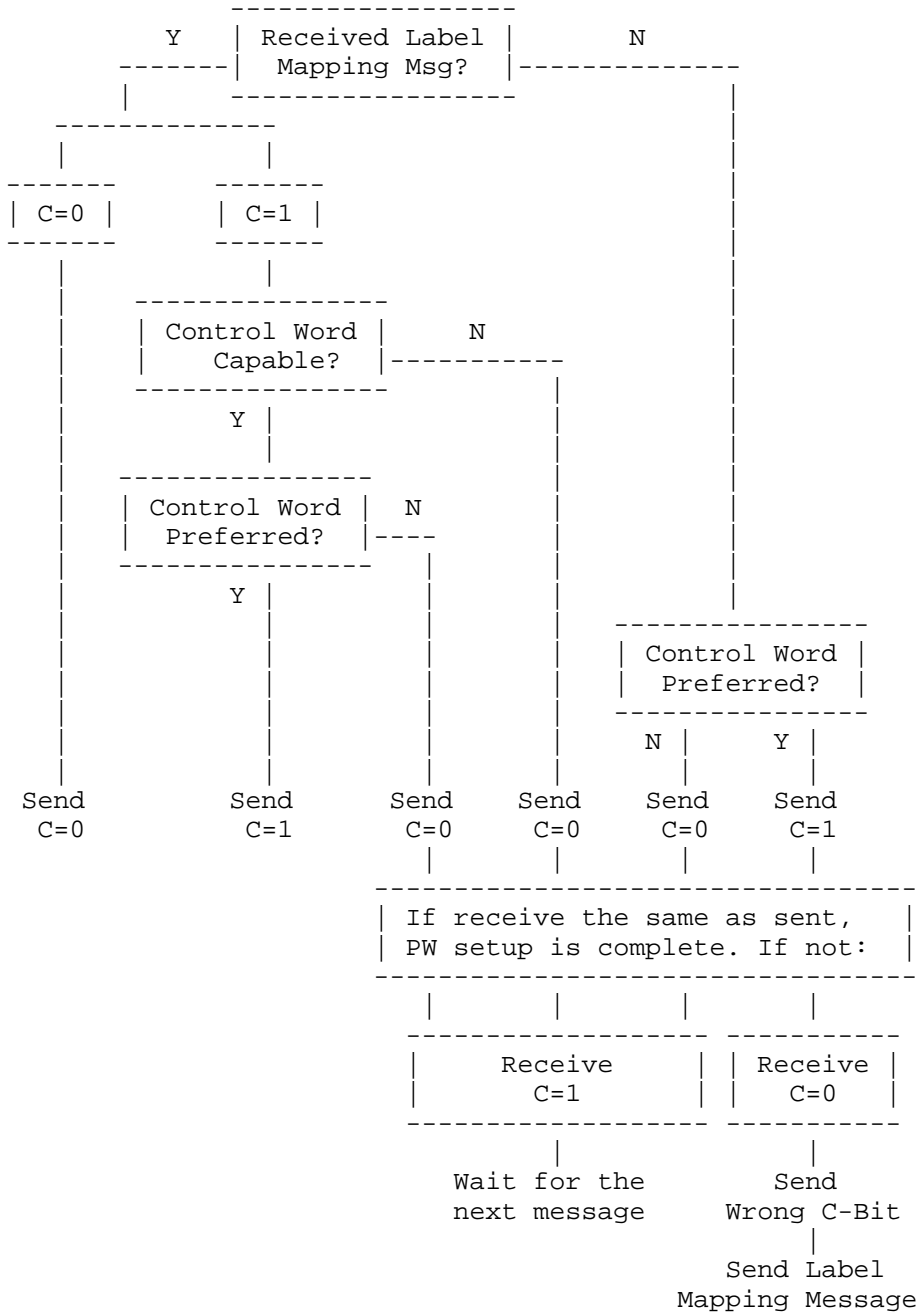 Y Received Label N
Mapping Msg?
C=0 C=1
Control Word N
Capable?
Y
Control Word N
Preferred?
Y
Control Word
Preferred?
N Y
Send Send Send Send Send Send
C=0 C=1 C=0 C=0 C=0 C=1
If receive the same as sent,
PW setup is complete. If not:
Receive Receive
C=1 C=0
Wait for the Send
next message Wrong C-Bit
Send Label
Mapping Message